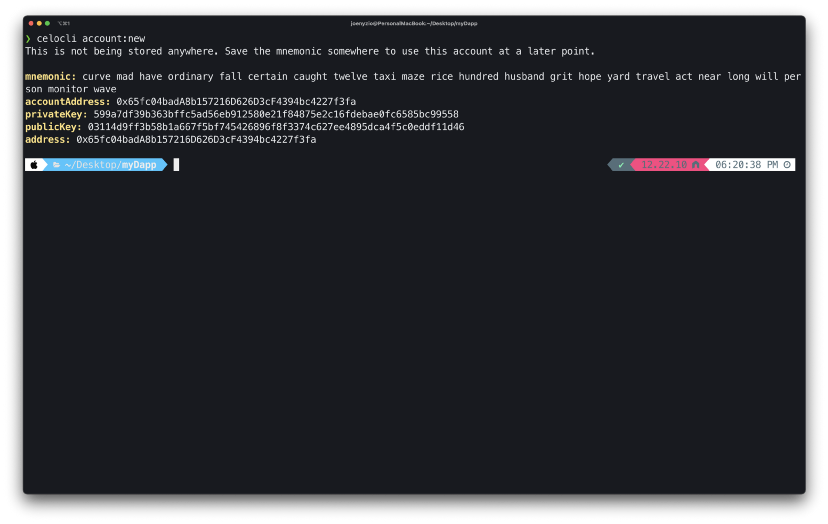 joenyzio@PersonalMacBook:~/Desktop/myDapp
❯ celocli account:new
This is not being stored anywhere. Save the mnemonic somewhere to use this account at a later point.
mnemonic: curve mad have ordinary fall certain caught twelve taxi maze rice hundred husband grit hope yard travel act near long will per
son monitor wave
accountAddress: 0x65fc04badA8b157216D626D3cF4394bc4227f3fa
privateKey: 599a7df39b363bffc5ad56eb912580e21f84875e2c16fdebae0fc6585bc99558
publicKey: 03114d9ff3b58b1a667f5bf745426896f8f3374c627ee4895dca4f5c0eddf11d46
address: 0x65fc04badA8b157216D626D3cF4394bc4227f3fa
~/Desktop/myDapp ✓ 12.22.10 06:20:38 PM